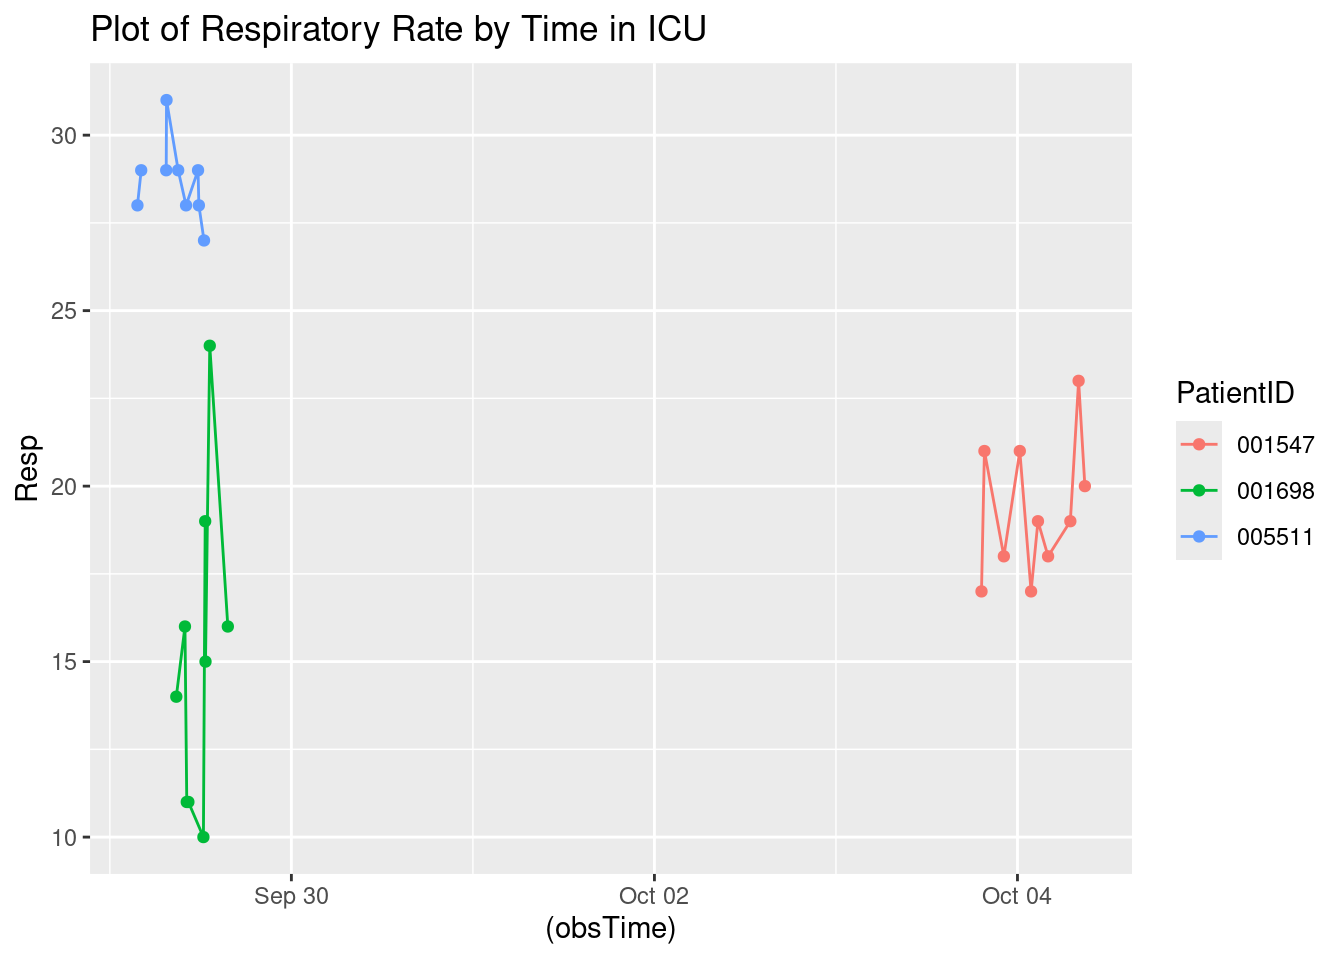 Plot of Respiratory Rate by Time in ICU
30
25
20
15
10
Resp
Sep 30
Oct 02
Oct 04
(obsTime)
PatientID
001547
001698
005511